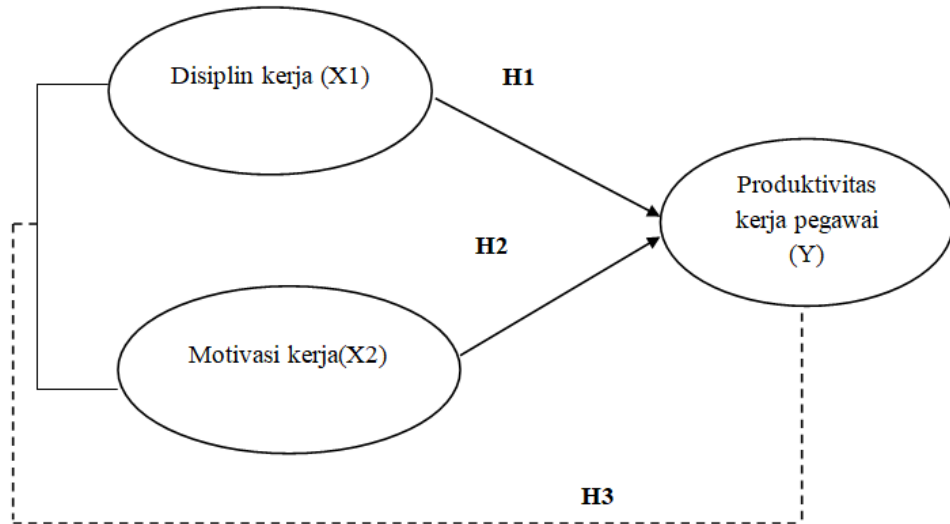 Disiplin kerja (X1)
H1
Produktivitas
kerja pegawai
(Y)
H2
Motivasi kerja(X2)
H3